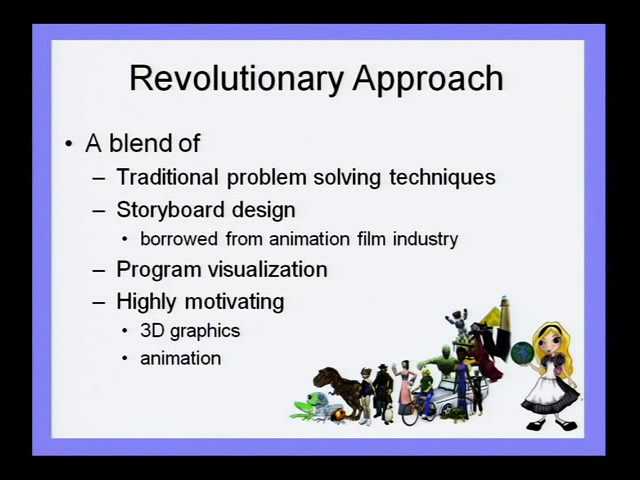 Revolutionary Approach
• A blend of
– Traditional problem solving techniques
– Storyboard design
• borrowed from animation film industry
– Program visualization
– Highly motivating
• 3D graphics
• animation